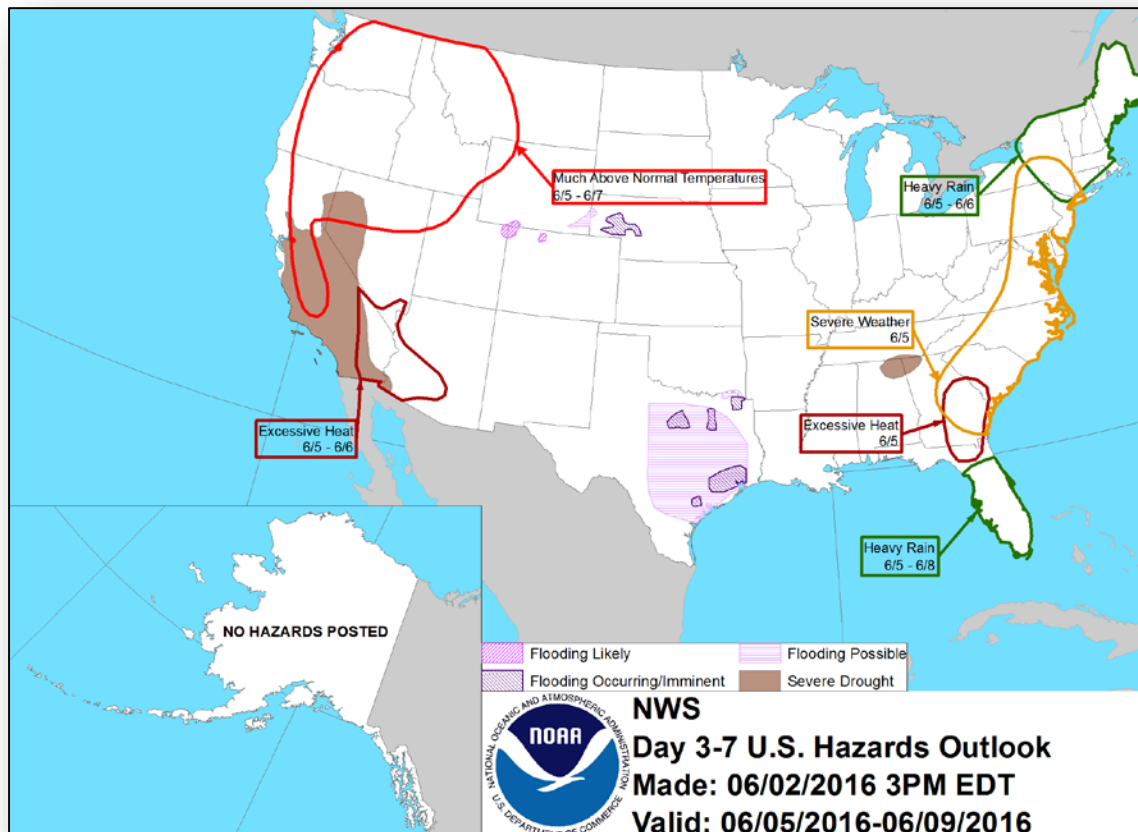 Much Above Normal Temperatures
6/5 - 6/7
Heavy Rain
6/5 - 6/6
Severe Weather
6/5
Excessive Heat
6/5 - 6/6
Excessive Heat
6/5
Heavy Rain
6/5 - 6/8
NO HAZARDS POSTED
Flooding Likely
Flooding Possible
Flooding Occurring/Imminent
Severe Drought
NATIONAL OCEANIC AND ATMOSPHERIC ADMINISTRATION
NOAA
U.S. DEPARTMENT OF COMMERCE
NWS
Day 3-7 U.S. Hazards Outlook
Made: 06/02/2016 3PM EDT
Valid: 06/05/2016-06/09/2016